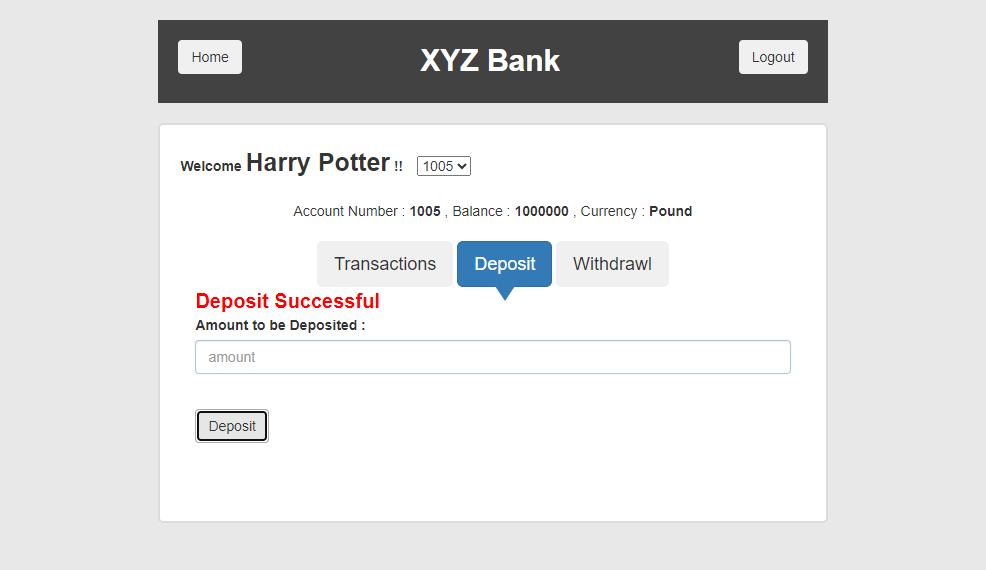 Home XYZ Bank Logout
Welcome Harry Potter !! 1005
Account Number : 1005 , Balance : 1000000 , Currency : Pound
Transactions Deposit Withdrawl
Deposit Successful
Amount to be Deposited :
amount
Deposit